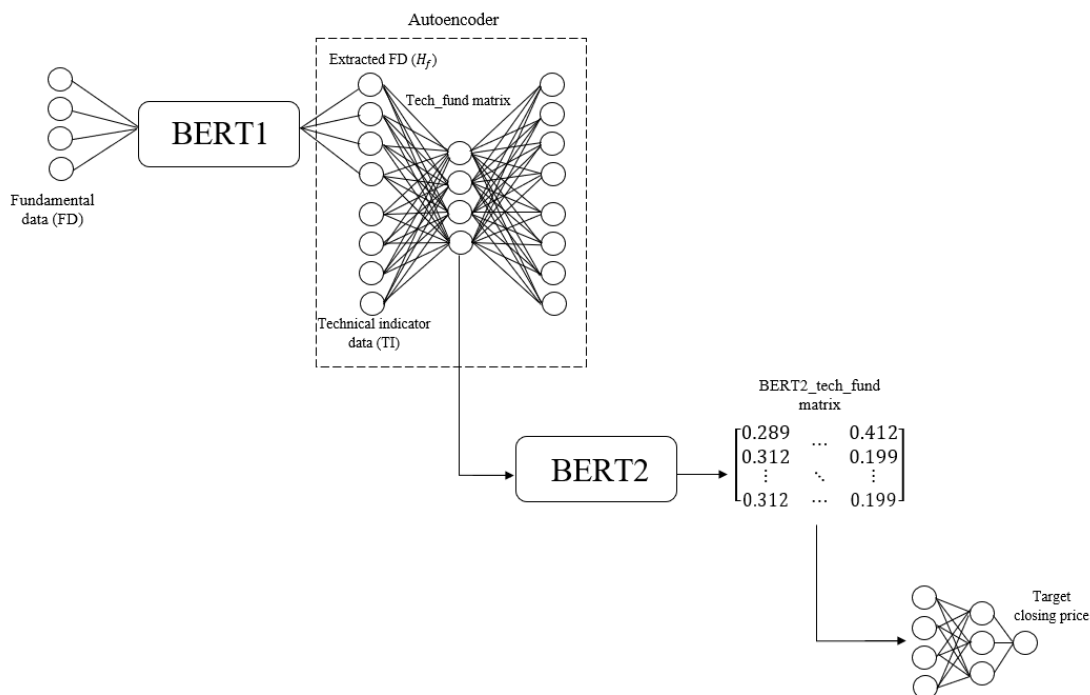 Autoencoder
Extracted FD (H_f)
Tech_fund matrix
BERT1
Fundamental
data (FD)
Technical indicator
data (TI)
BERT2_tech_fund
matrix
0.289 … 0.412
0.312 0.199
⋮ ⋱ ⋮
0.312 … 0.199
BERT2
Target
closing price